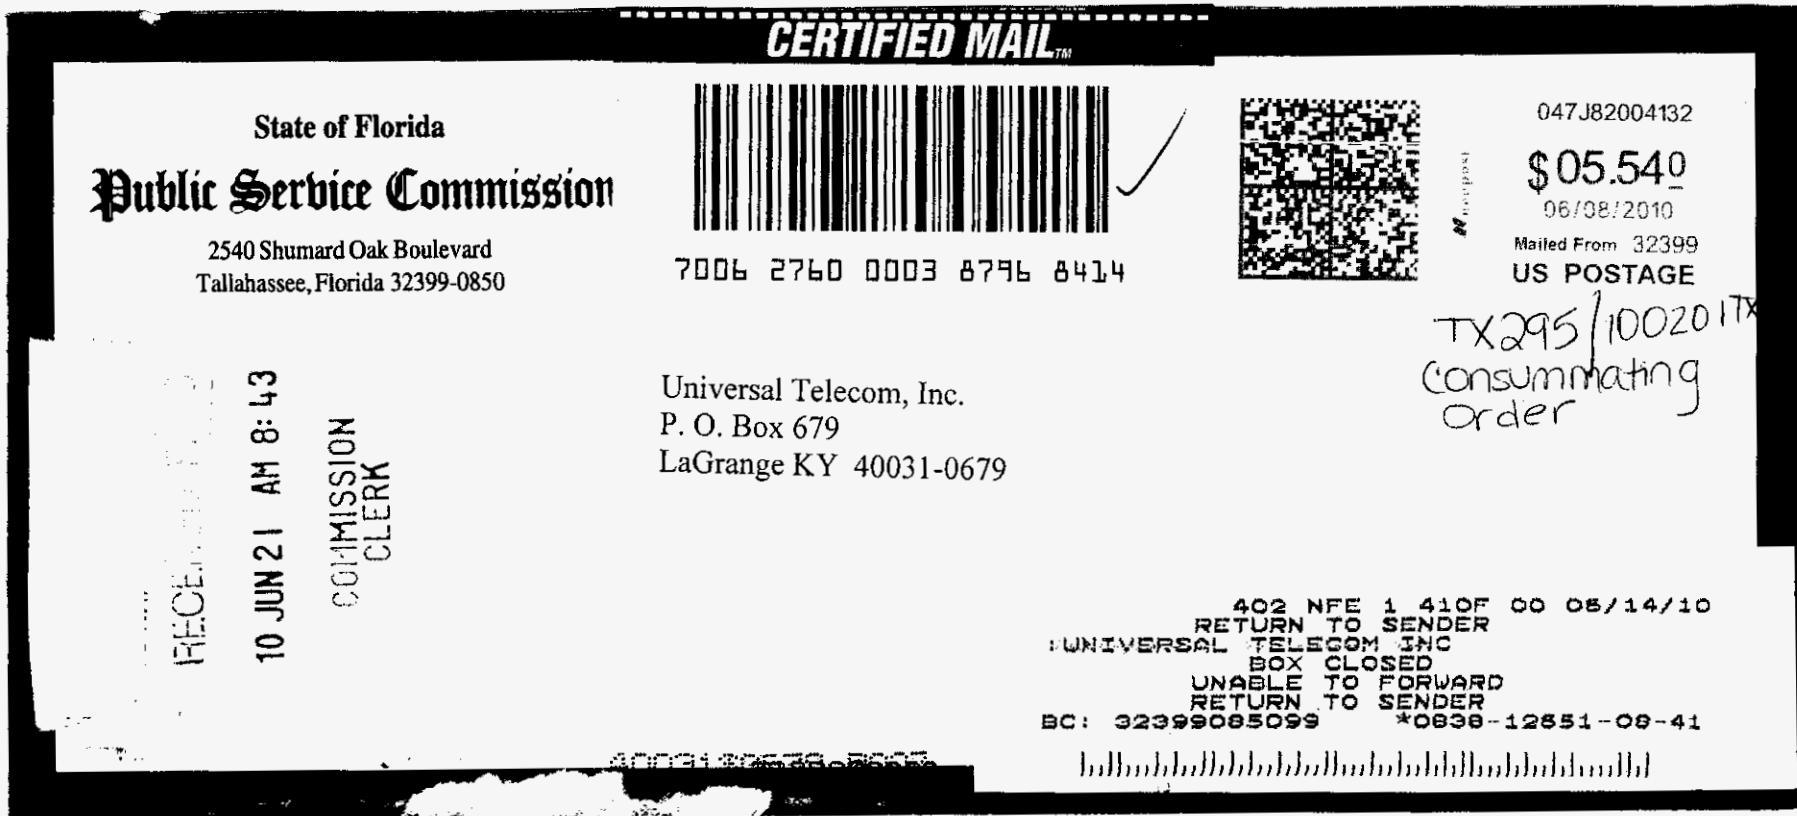 CERTIFIED MAIL™
State of Florida
Public Service Commission
2540 Shumard Oak Boulevard
Tallahassee, Florida 32399-0850
7006 2760 0003 8796 8414
047J82004132
$05.540
06/08/2010
Mailed From 32399
US POSTAGE
neopost
TX295/100201TX
Consummating
Order
10 JUN 21 AM 8:43
COMMISSION
CLERK
Universal Telecom, Inc.
P. O. Box 679
LaGrange KY 40031-0679
402 NFE 1 410F 00 06/14/10
RETURN TO SENDER
:UNIVERSAL TELECOM INC
BOX CLOSED
UNABLE TO FORWARD
RETURN TO SENDER
BC: 32399085099 *0838-12551-08-41